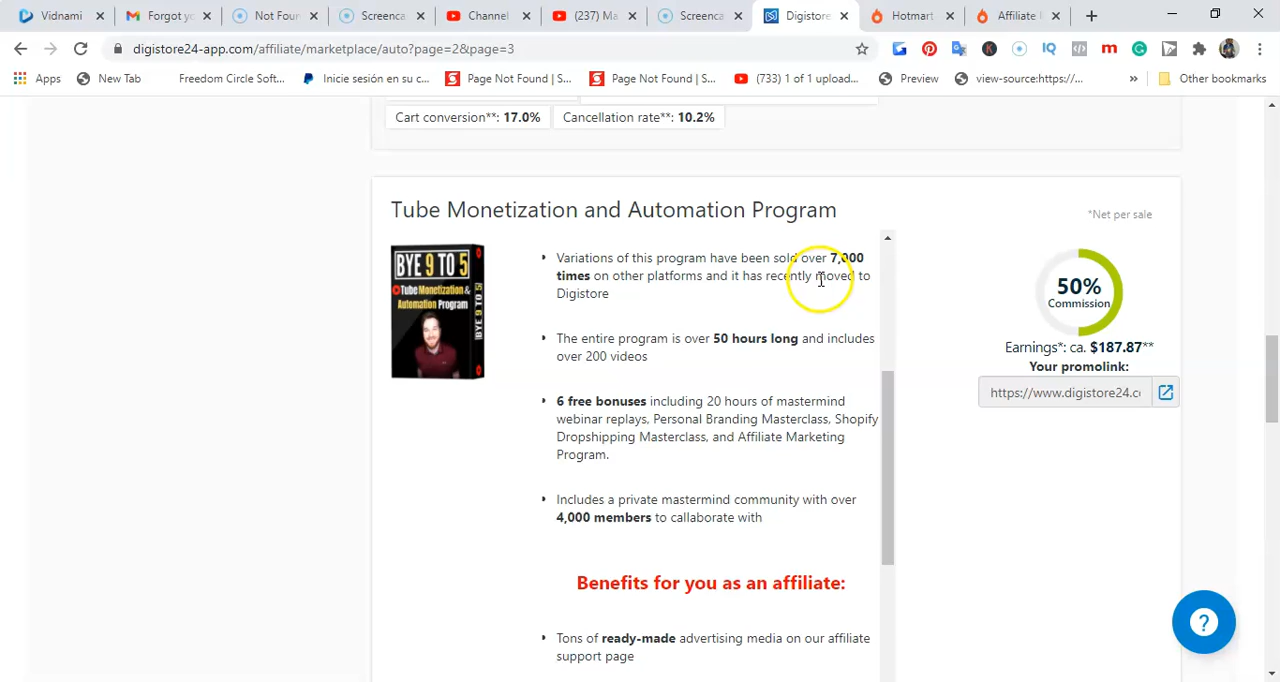 Vidnami
Forgot yo
Not Foun
Screenca
Channel
(237) Ma
Screenca
Digistore
Hotmart
Affiliate
digistore24-app.com/affiliate/marketplace/auto?page=2&page=3
Apps
New Tab
Freedom Circle Soft...
Inicie sesión en su c...
Page Not Found | S...
Page Not Found | S...
(733) 1 of 1 upload...
Preview
view-source:https://...
»
Other bookmarks
Cart conversion**: 17.0%
Cancellation rate**: 10.2%
Tube Monetization and Automation Program
*Net per sale
BYE 9 TO 5
Tube Monetization &
Automation Program
BYE 9 TO 5
Variations of this program have been sold over 7,000
times on other platforms and it has recently moved to
Digistore
The entire program is over 50 hours long and includes
over 200 videos
6 free bonuses including 20 hours of mastermind
webinar replays, Personal Branding Masterclass, Shopify
Dropshipping Masterclass, and Affiliate Marketing
Program.
Includes a private mastermind community with over
4,000 members to callaborate with
Benefits for you as an affiliate:
Tons of ready-made advertising media on our affiliate
support page
50%
Commission
Earnings*: ca. $187.87**
Your promolink:
https://www.digistore24.c
?